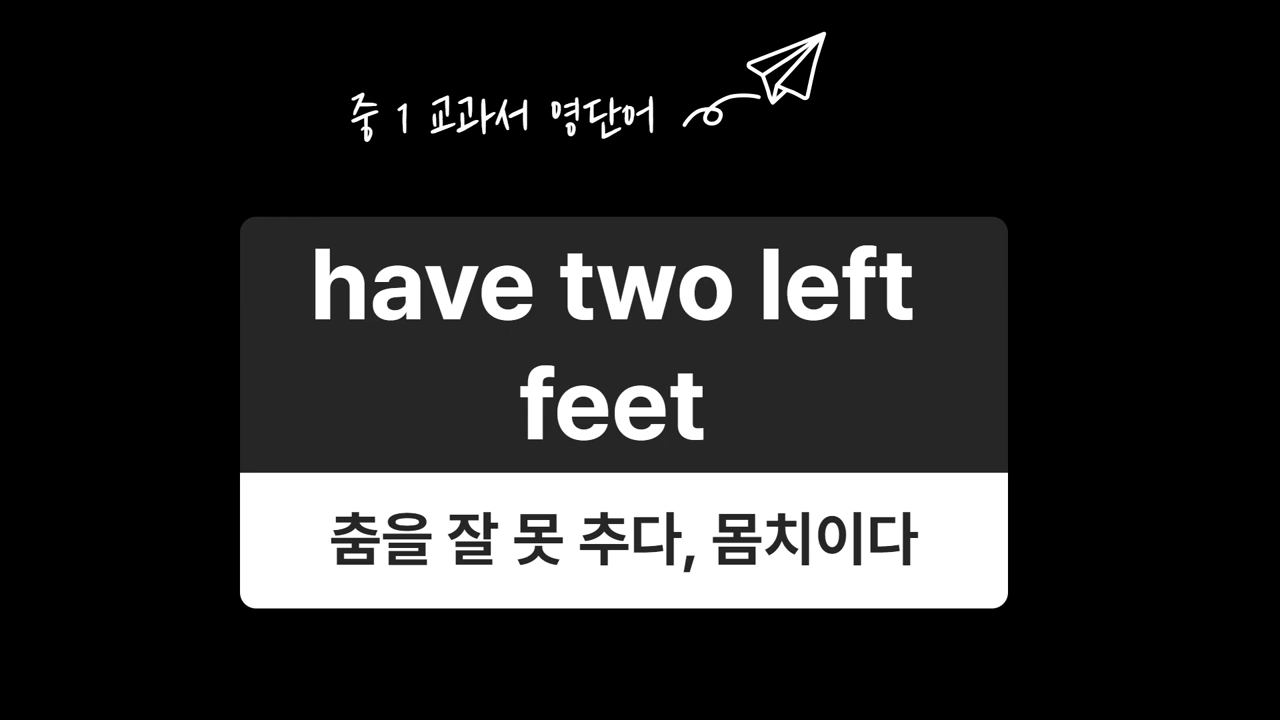 중 1 교과서 영단어
have two left
feet
춤을 잘 못 추다, 몸치이다